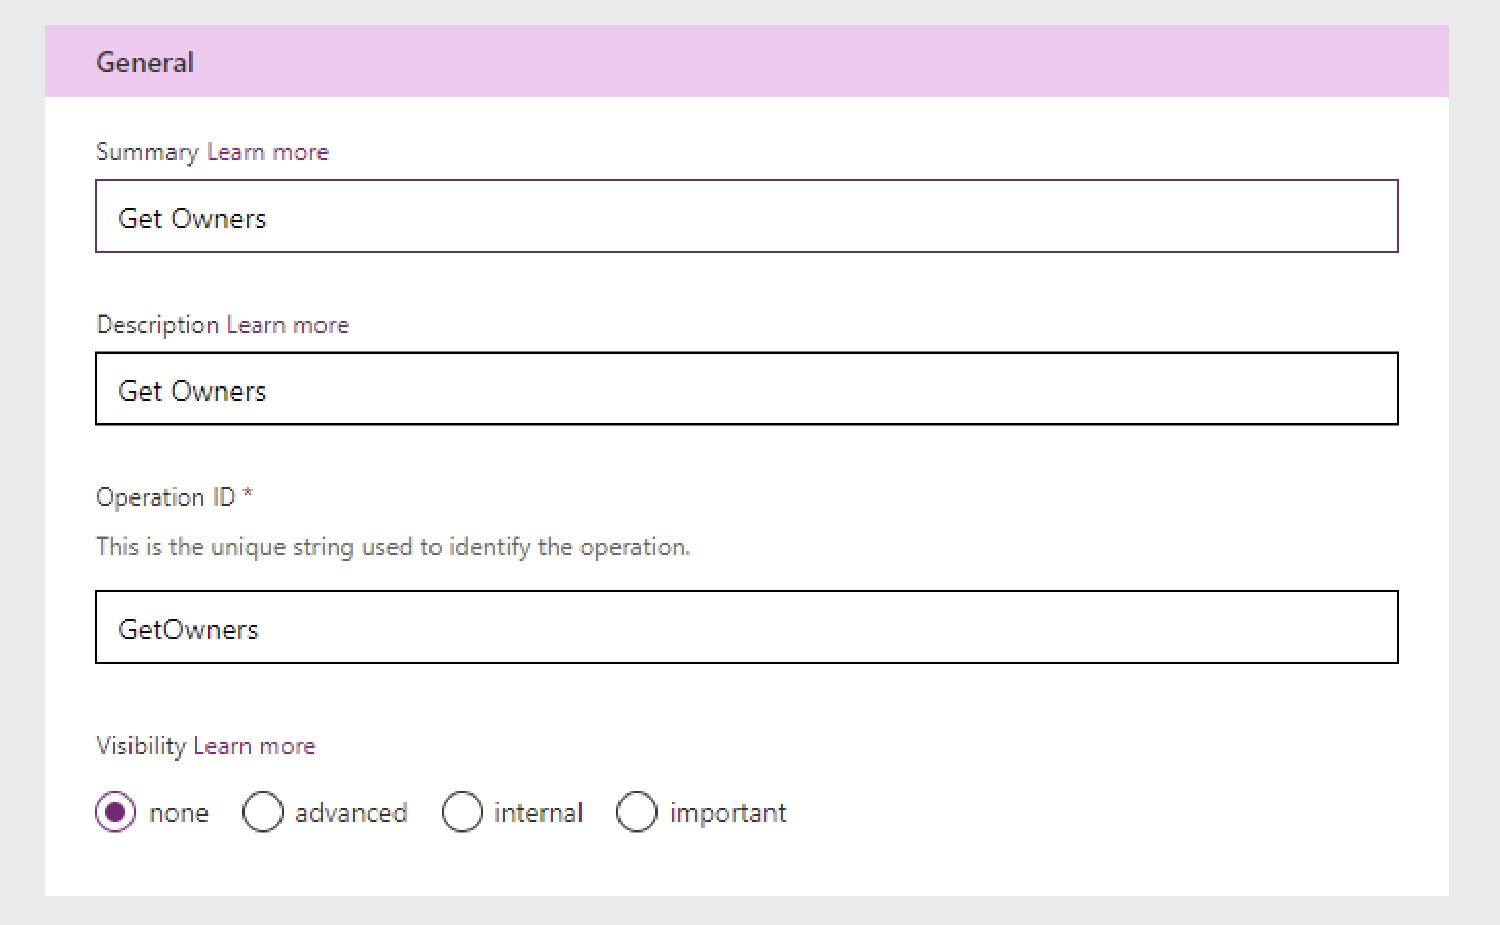 General
Summary Learn more
Get Owners
Description Learn more
Get Owners
Operation ID *
This is the unique string used to identify the operation.
GetOwners
Visibility Learn more
none advanced internal important